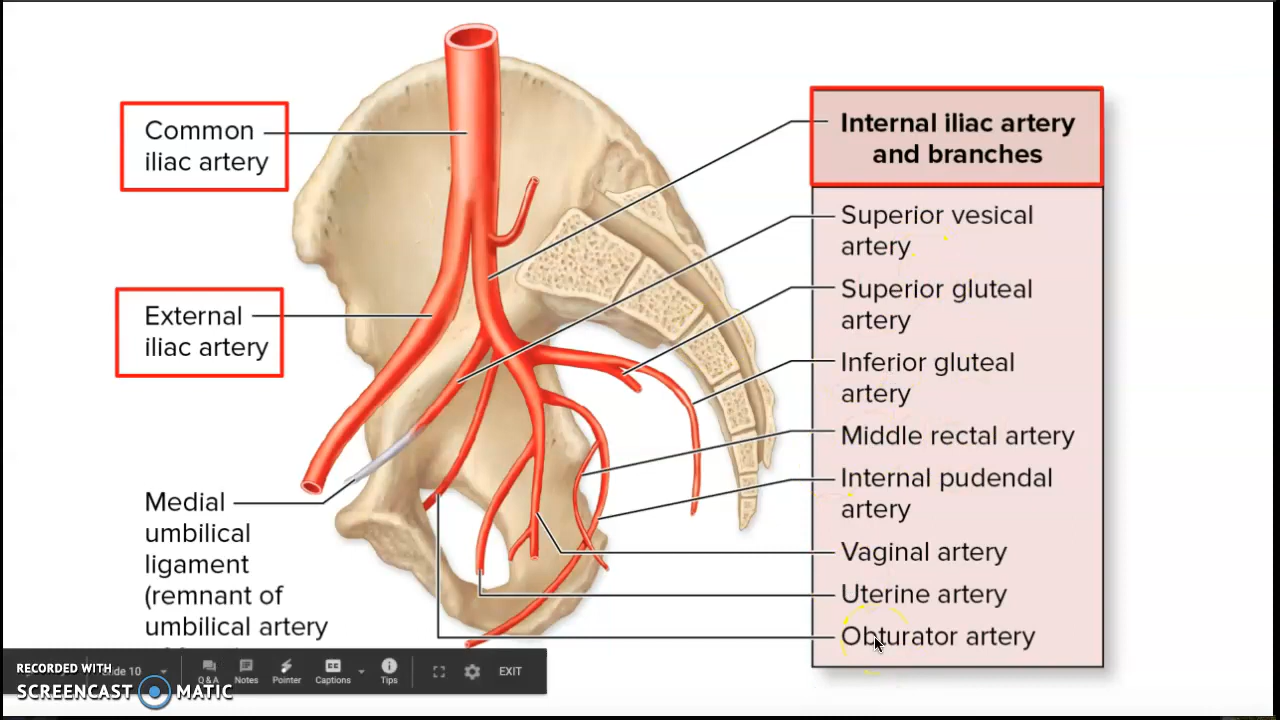 Common
iliac artery
External
iliac artery
Medial
umbilical
ligament
(remnant of
umbilical artery
Internal iliac artery
and branches
Superior vesical
artery
Superior gluteal
artery
Inferior gluteal
artery
Middle rectal artery
Internal pudendal
artery
Vaginal artery
Uterine artery
Obturator artery
RECORDED WITH
SCREENCAST MATIC
Slide 10
Q&A
Notes
Pointer
Captions
Tips
EXIT